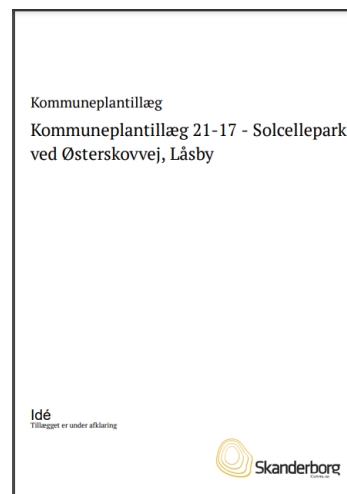 Kommuneplantillæg
Kommuneplantillæg 21-17 - Solcellepark
ved Østerskovvej, Låsby
Idé
Tillægget er under afklaring
Skanderborg